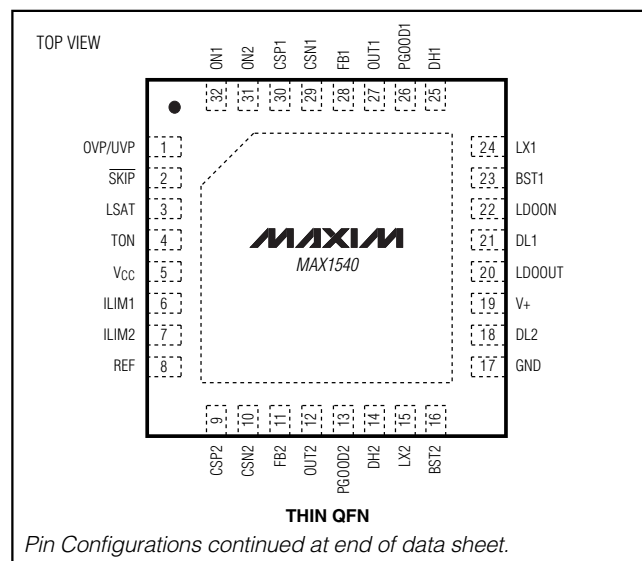 TOP VIEW
ON1
ON2
CSP1
CSN1
FB1
OUT1
PGOOD1
DH1
32
31
30
29
28
27
26
25
OVP/UVP 1
SKIP 2
LSAT 3
TON 4
VCC 5
ILIM1 6
ILIM2 7
REF 8
MAXIM
MAX1540
24 LX1
23 BST1
22 LDOON
21 DL1
20 LDOOUT
19 V+
18 DL2
17 GND
9
10
11
12
13
14
15
16
CSP2
CSN2
FB2
OUT2
PGOOD2
DH2
LX2
BST2
THIN QFN
Pin Configurations continued at end of data sheet.